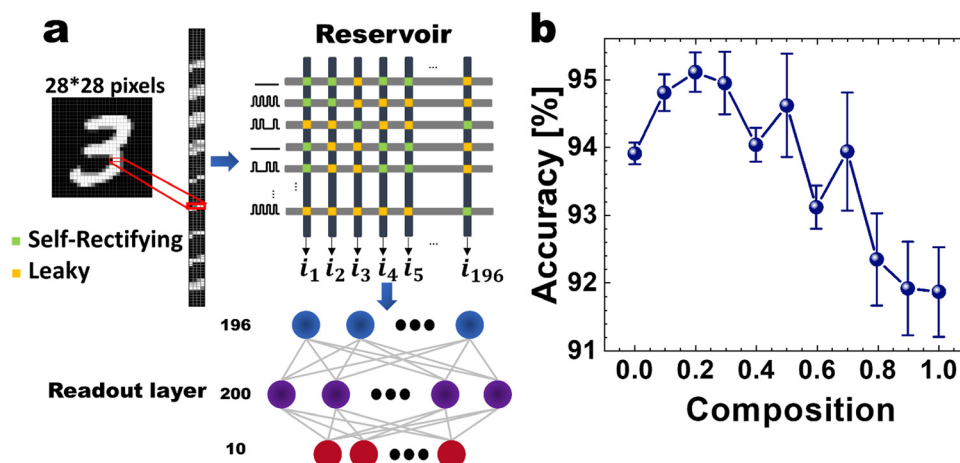 a
Reservoir
28*28 pixels
...
...
...
Self-Rectifying
Leaky
...
i₁ i₂ i₃ i₄ i₅ i₁₉₆
196
Readout layer 200
10
b
Accuracy [%]
95
94
93
92
91
0.0 0.2 0.4 0.6 0.8 1.0
Composition